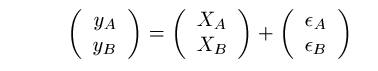 ( y_A ) = ( X_A ) + ( ϵ_A )
( y_B )   ( X_B )   ( ϵ_B )